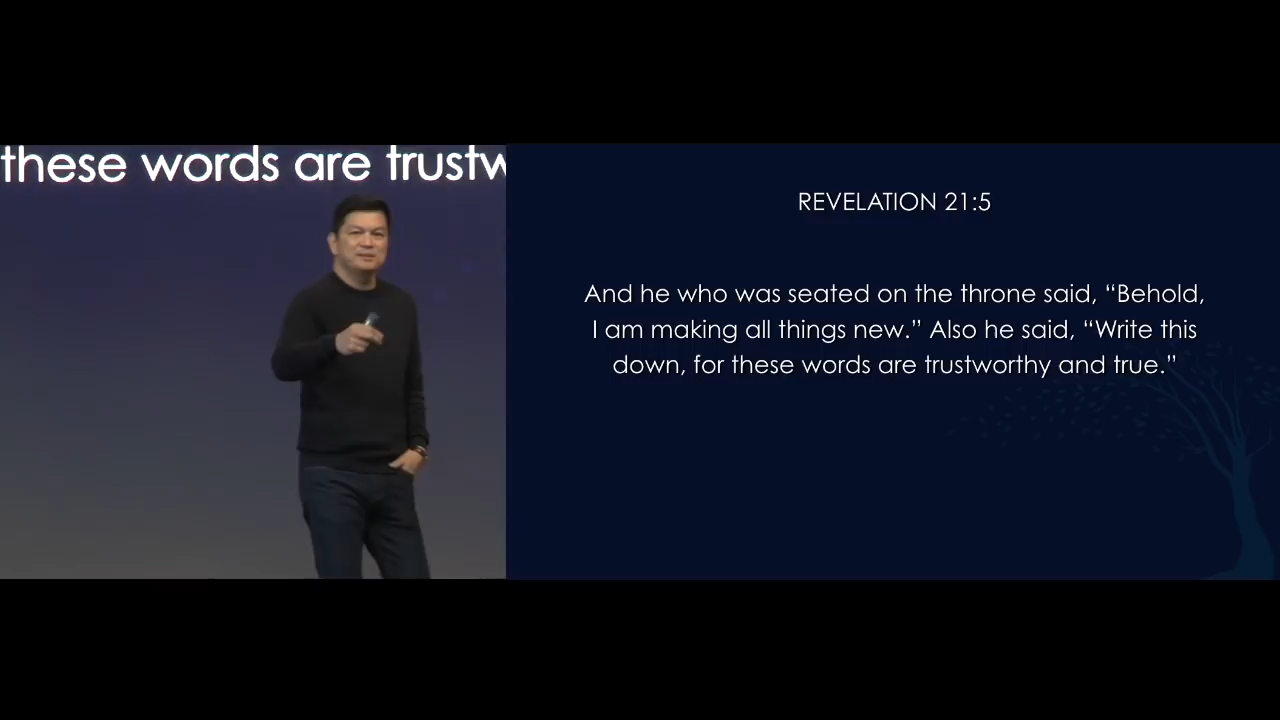 these words are trustw
REVELATION 21:5
And he who was seated on the throne said, “Behold,
I am making all things new.” Also he said, “Write this
down, for these words are trustworthy and true.”